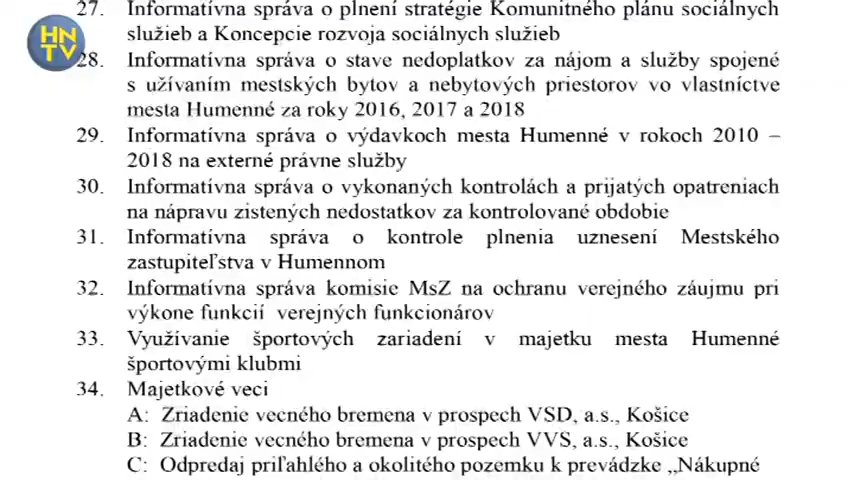 27. Informatívna správa o plnení stratégie Komunitného plánu sociálnych
služieb a Koncepcie rozvoja sociálnych služieb
HN
TV
28. Informatívna správa o stave nedoplatkov za nájom a služby spojené
s užívaním mestských bytov a nebytových priestorov vo vlastníctve
mesta Humenné za roky 2016, 2017 a 2018
29. Informatívna správa o výdavkoch mesta Humenné v rokoch 2010 –
2018 na externé právne služby
30. Informatívna správa o vykonaných kontrolách a prijatých opatreniach
na nápravu zistených nedostatkov za kontrolované obdobie
31. Informatívna správa o kontrole plnenia uznesení Mestského
zastupiteľstva v Humennom
32. Informatívna správa komisie MsZ na ochranu verejného záujmu pri
výkone funkcií verejných funkcionárov
33. Využívanie športových zariadení v majetku mesta Humenné
športovými klubmi
34. Majetkové veci
A: Zriadenie vecného bremena v prospech VSD, a.s., Košice
B: Zriadenie vecného bremena v prospech VVS, a.s., Košice
C: Odpredaj priľahlého a okolitého pozemku k prevádzke „Nákupné